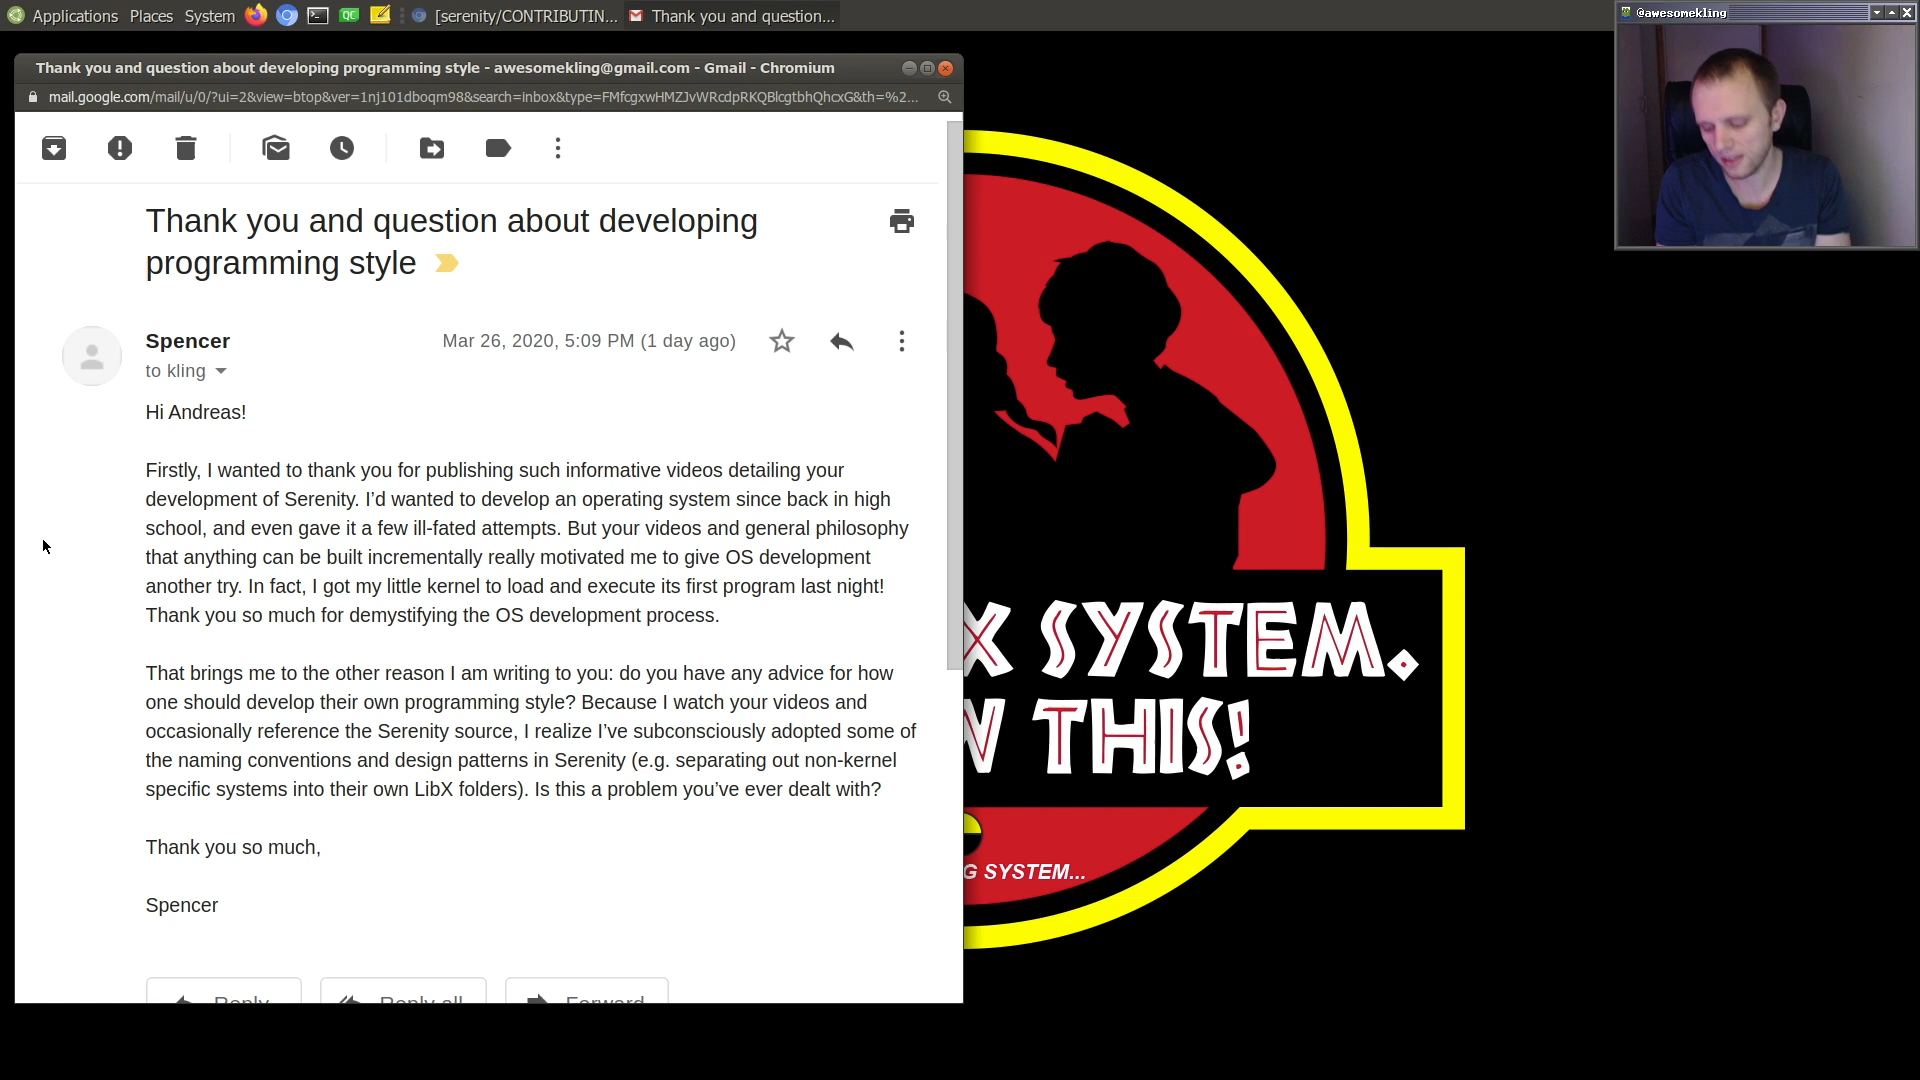 Applications Places System QC [serenity/CONTRIBUTIN... Thank you and question...
@awesomekling
Thank you and question about developing programming style - awesomekling@gmail.com - Gmail - Chromium
mail.google.com/mail/u/0/?ui=2&view=btop&ver=1nj101dboqm98&search=inbox&type=FMfcgxwHMZJvWRcdpRKQBlcgtbhQhcxG&th=%2...
Thank you and question about developing
programming style
Spencer Mar 26, 2020, 5:09 PM (1 day ago)
to kling
Hi Andreas!
Firstly, I wanted to thank you for publishing such informative videos detailing your
development of Serenity. I’d wanted to develop an operating system since back in high
school, and even gave it a few ill-fated attempts. But your videos and general philosophy
that anything can be built incrementally really motivated me to give OS development
another try. In fact, I got my little kernel to load and execute its first program last night!
Thank you so much for demystifying the OS development process.
That brings me to the other reason I am writing to you: do you have any advice for how
one should develop their own programming style? Because I watch your videos and
occasionally reference the Serenity source, I realize I’ve subconsciously adopted some of
the naming conventions and design patterns in Serenity (e.g. separating out non-kernel
specific systems into their own LibX folders). Is this a problem you’ve ever dealt with?
Thank you so much,
Spencer
Reply Reply all Forward
X SYSTEM.
W THIS!
G SYSTEM...